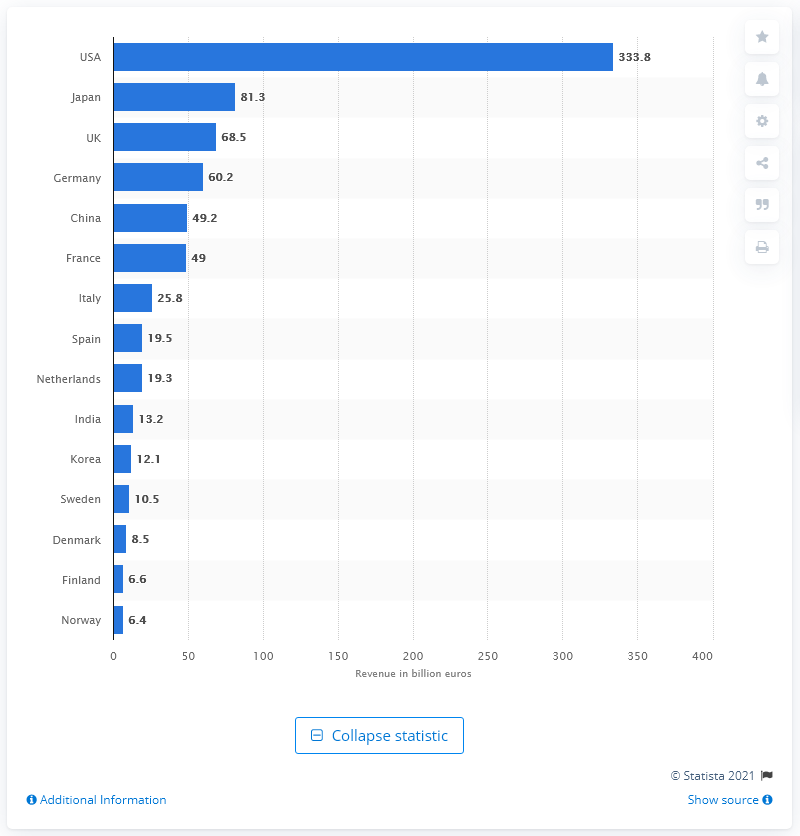 USA 333.8
Japan 81.3
UK 68.5
Germany 60.2
China 49.2
France 49
Italy 25.8
Spain 19.5
Netherlands 19.3
India 13.2
Korea 12.1
Sweden 10.5
Denmark 8.5
Finland 6.6
Norway 6.4
0 50 100 150 200 250 300 350 400
Revenue in billion euros
Collapse statistic
© Statista 2021
Additional Information Show source